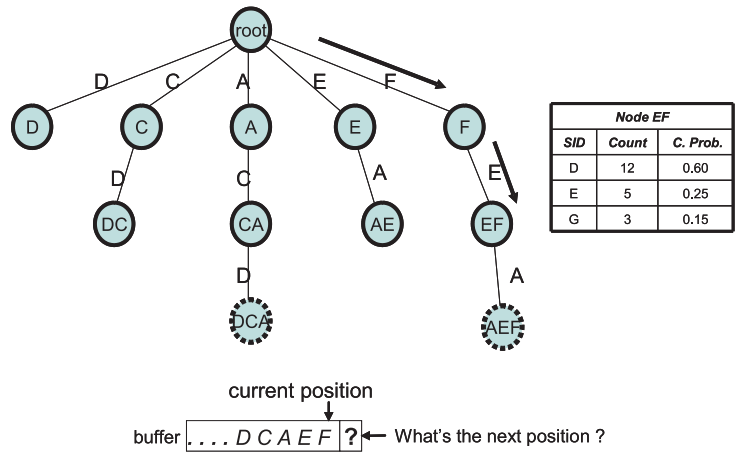 root
D C A E F
D C A E F
D C A E
DC CA AE EF
D A
DCA AEF
Node EF
SID Count C. Prob.
D 12 0.60
E 5 0.25
G 3 0.15
current position
buffer . . . . D C A E F ? What's the next position ?